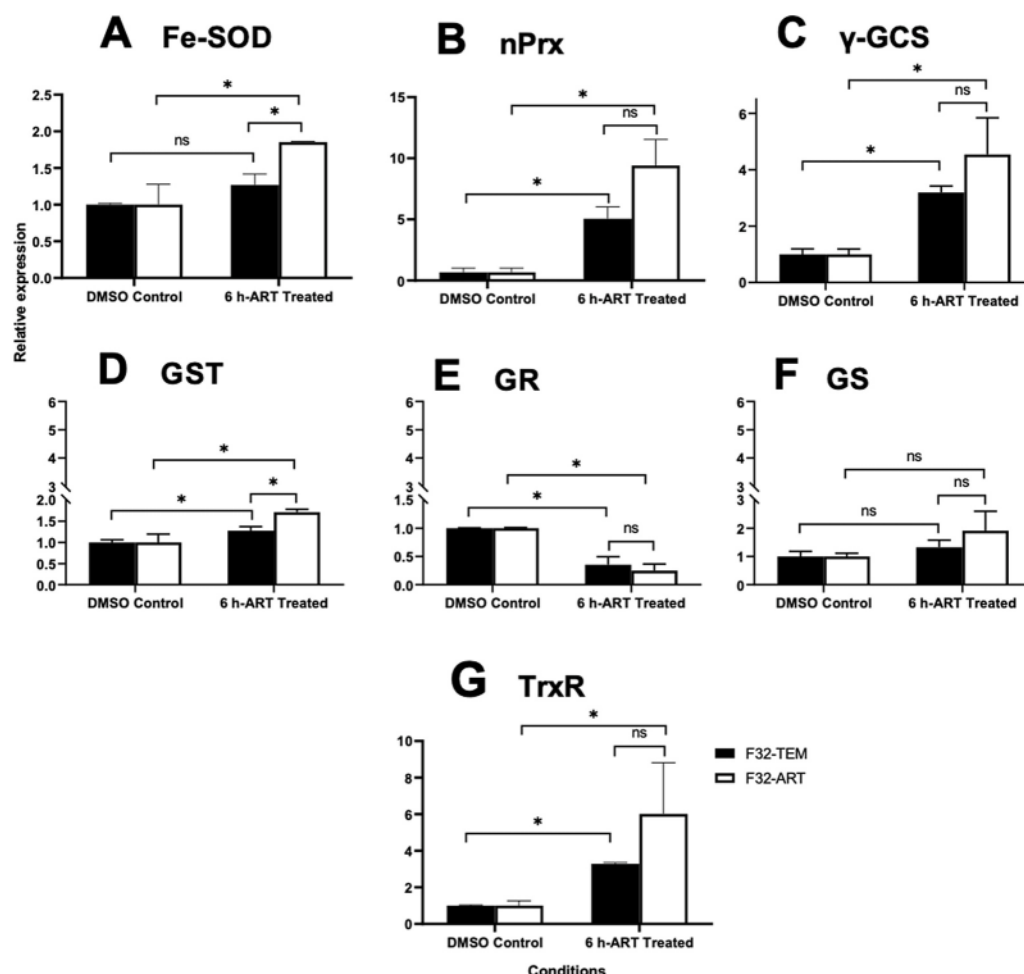 A Fe-SOD
B nPrx
C γ-GCS
Relative expression
2.5
2.0
1.5
1.0
0.5
0.0
ns
*
*
DMSO Control
6 h-ART Treated
15
10
5
0
*
*
ns
DMSO Control
6 h-ART Treated
6
4
2
0
*
*
ns
DMSO Control
6 h-ART Treated
D GST
E GR
F GS
6
5
4
3
2.0
1.5
1.0
0.5
0.0
*
*
*
DMSO Control
6 h-ART Treated
6
5
4
3
1.5
1.0
0.5
0.0
*
*
ns
DMSO Control
6 h-ART Treated
6
5
4
3
3
2
1
0
ns
ns
ns
DMSO Control
6 h-ART Treated
G TrxR
10
8
6
4
2
0
*
*
ns
DMSO Control
6 h-ART Treated
F32-TEM
F32-ART
Conditions